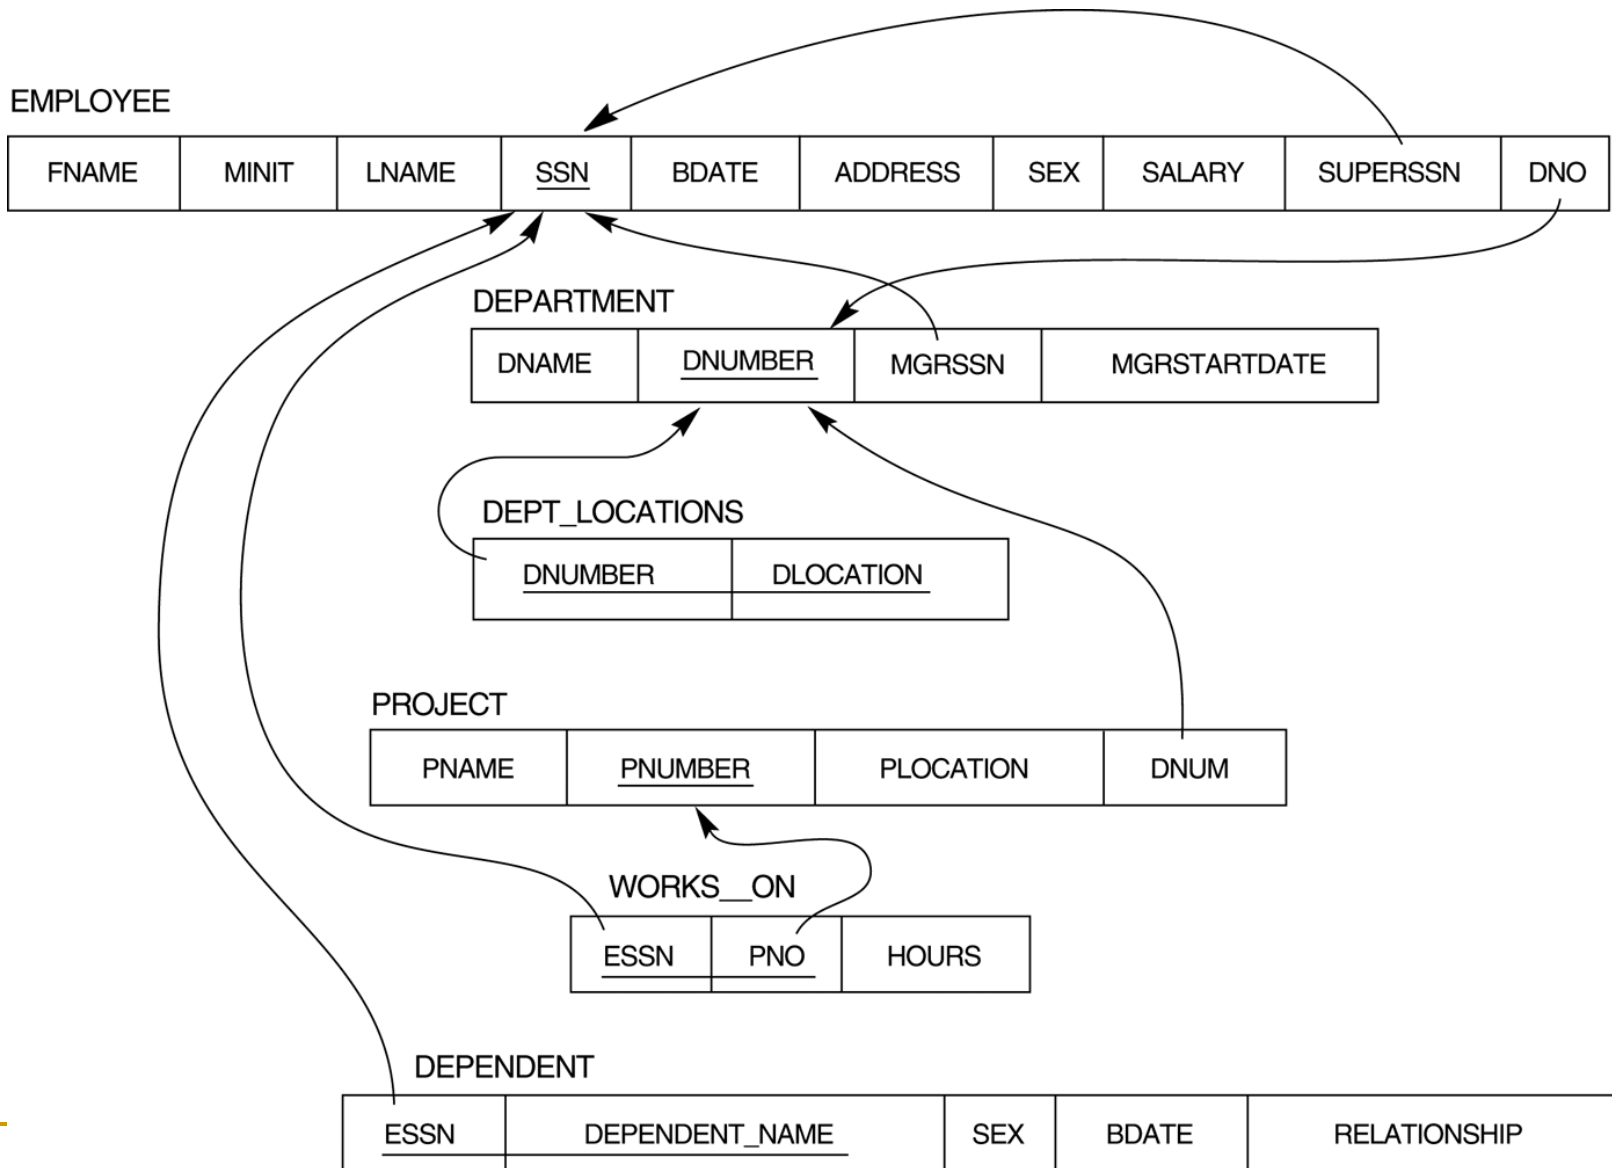 EMPLOYEE
FNAME MINIT LNAME SSN BDATE ADDRESS SEX SALARY SUPERSSN DNO
DEPARTMENT
DNAME DNUMBER MGRSSN MGRSTARTDATE
DEPT_LOCATIONS
DNUMBER DLOCATION
PROJECT
PNAME PNUMBER PLOCATION DNUM
WORKS__ON
ESSN PNO HOURS
DEPENDENT
ESSN DEPENDENT_NAME SEX BDATE RELATIONSHIP